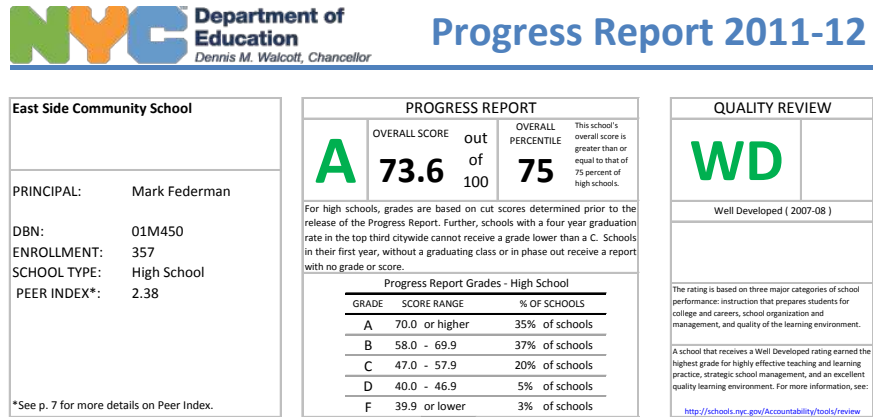 NYC
Department of
Education
Dennis M. Walcott, Chancellor
Progress Report 2011-12
East Side Community School
PRINCIPAL: Mark Federman
DBN: 01M450
ENROLLMENT: 357
SCHOOL TYPE: High School
PEER INDEX*: 2.38
*See p. 7 for more details on Peer Index.
PROGRESS REPORT
A
OVERALL SCORE
73.6
out
of
100
OVERALL
PERCENTILE
75
This school's
overall score is
greater than or
equal to that of
75 percent of
high schools.
For high schools, grades are based on cut scores determined prior to the
release of the Progress Report. Further, schools with a four year graduation
rate in the top third citywide cannot receive a grade lower than a C. Schools
in their first year, without a graduating class or in phase out receive a report
with no grade or score.
Progress Report Grades - High School
GRADE SCORE RANGE % OF SCHOOLS
A 70.0 or higher 35% of schools
B 58.0 - 69.9 37% of schools
C 47.0 - 57.9 20% of schools
D 40.0 - 46.9 5% of schools
F 39.9 or lower 3% of schools
QUALITY REVIEW
WD
Well Developed ( 2007-08 )
The rating is based on three major categories of school
performance: instruction that prepares students for
college and careers, school organization and
management, and quality of the learning environment.
A school that receives a Well Developed rating earned the
highest grade for highly effective teaching and learning
practice, strategic school management, and an excellent
quality learning environment. For more information, see:
http://schools.nyc.gov/Accountability/tools/review